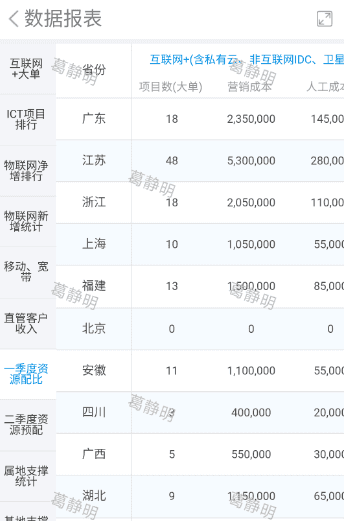 数据报表
互联网
+大单
ICT项目
排行
物联网净
增排行
物联网新
增统计
移动、宽
带
直管客户
收入
一季度资
源配比
二季度资
源预配
属地支撑
统计
基地支撑
省份 互联网+(含私有云、非互联网IDC、卫星
项目数(大单) 营销成本 人工成本
广东 18 2,350,000 145,00
江苏 48 5,300,000 280,00
浙江 18 2,050,000 110,00
上海 10 1,050,000 55,000
福建 13 1,500,000 85,000
北京 0 0 0
安徽 11 1,100,000 55,000
四川 3 400,000 20,000
广西 5 550,000 30,000
湖北 9 1,150,000 65,000
葛静明
葛静明
葛静明
葛静明
葛静明
葛静明
葛静明
葛静明